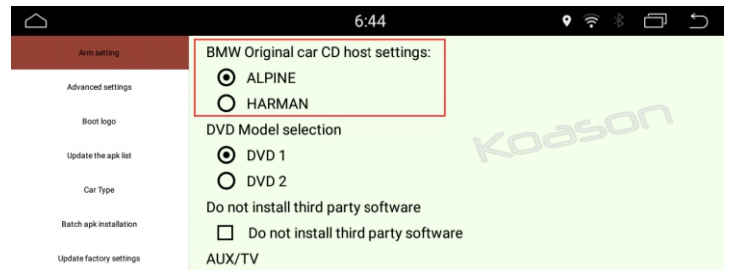 6:44
Arm setting
Advanced settings
Boot logo
Update the apk list
Car Type
Batch apk installation
Update factory settings
BMW Original car CD host settings:
ALPINE
HARMAN
DVD Model selection
DVD 1
DVD 2
Do not install third party software
Do not install third party software
AUX/TV
Koason